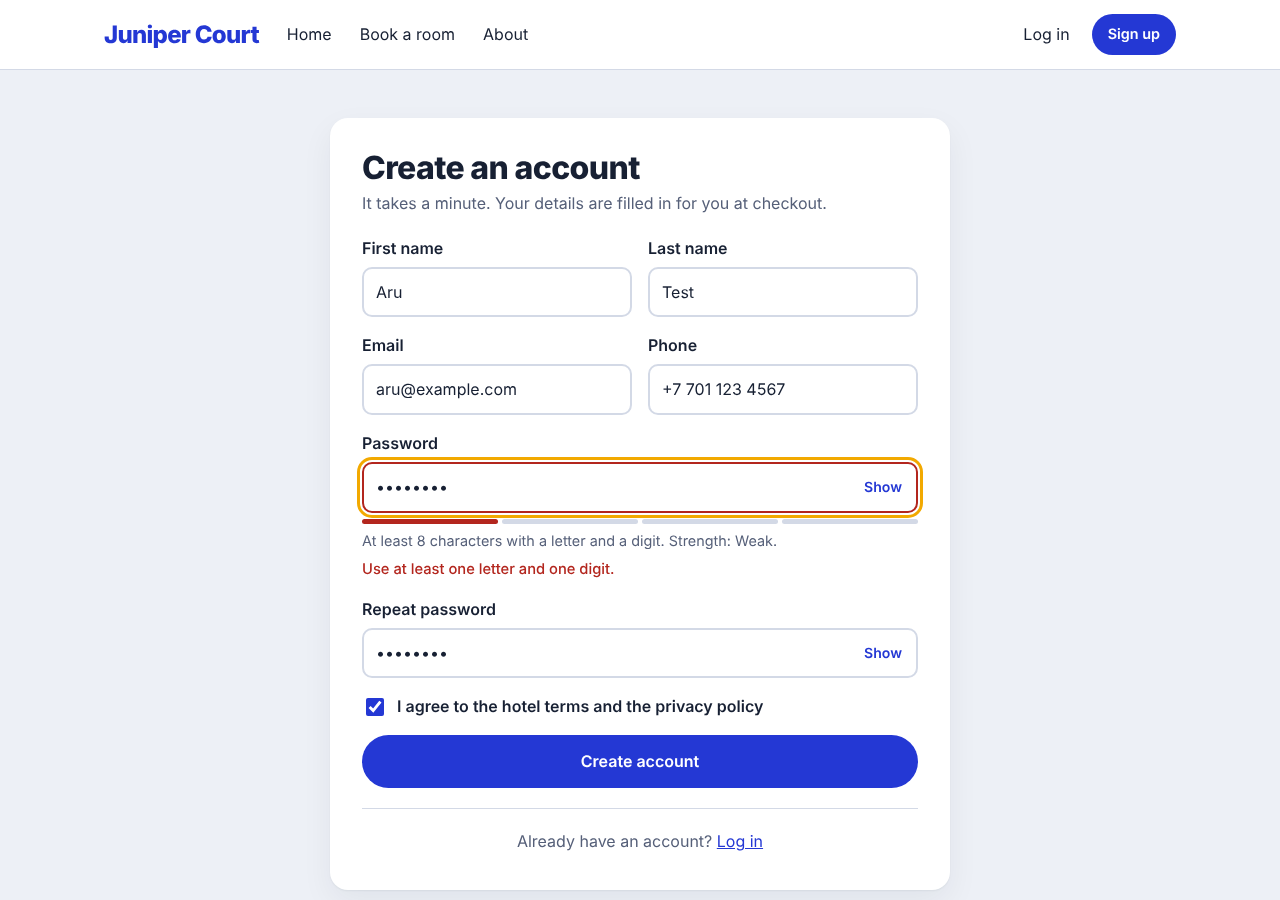 Juniper Court Home Book a room About Log in Sign up
Create an account
It takes a minute. Your details are filled in for you at checkout.
First name Last name
Aru Test
Email Phone
aru@example.com +7 701 123 4567
Password
•••••••• Show
At least 8 characters with a letter and a digit. Strength: Weak.
Use at least one letter and one digit.
Repeat password
•••••••• Show
I agree to the hotel terms and the privacy policy
Create account
Already have an account? Log in